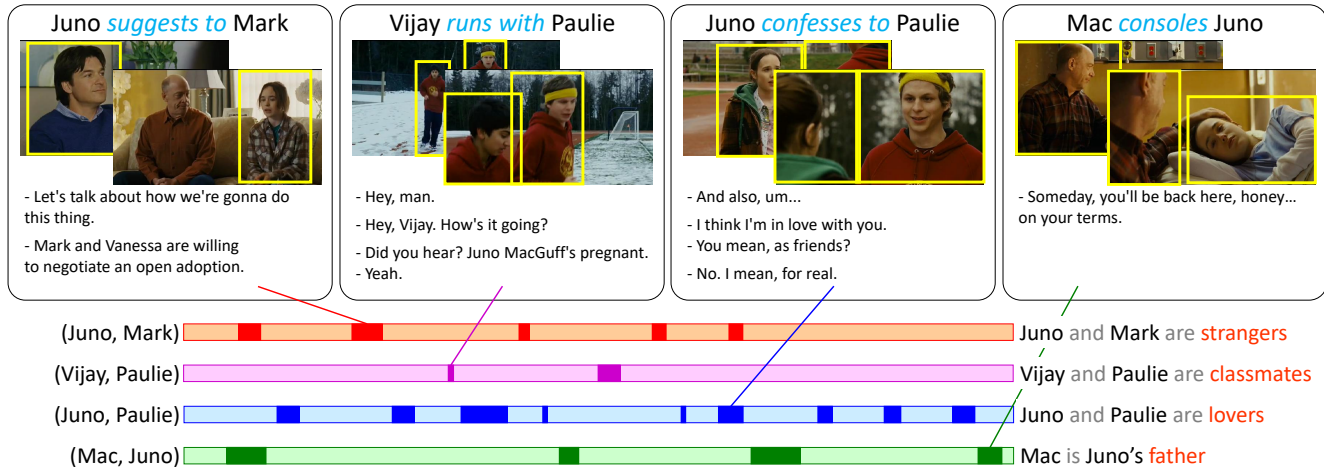 Juno suggests to Mark
- Let's talk about how we're gonna do
this thing.
- Mark and Vanessa are willing
to negotiate an open adoption.
Vijay runs with Paulie
- Hey, man.
- Hey, Vijay. How's it going?
- Did you hear? Juno MacGuff's pregnant.
- Yeah.
Juno confesses to Paulie
- And also, um...
- I think I'm in love with you.
- You mean, as friends?
- No. I mean, for real.
Mac consoles Juno
- Someday, you'll be back here, honey…
on your terms.
(Juno, Mark)
Juno and Mark are strangers
(Vijay, Paulie)
Vijay and Paulie are classmates
(Juno, Paulie)
Juno and Paulie are lovers
(Mac, Juno)
Mac is Juno’s father